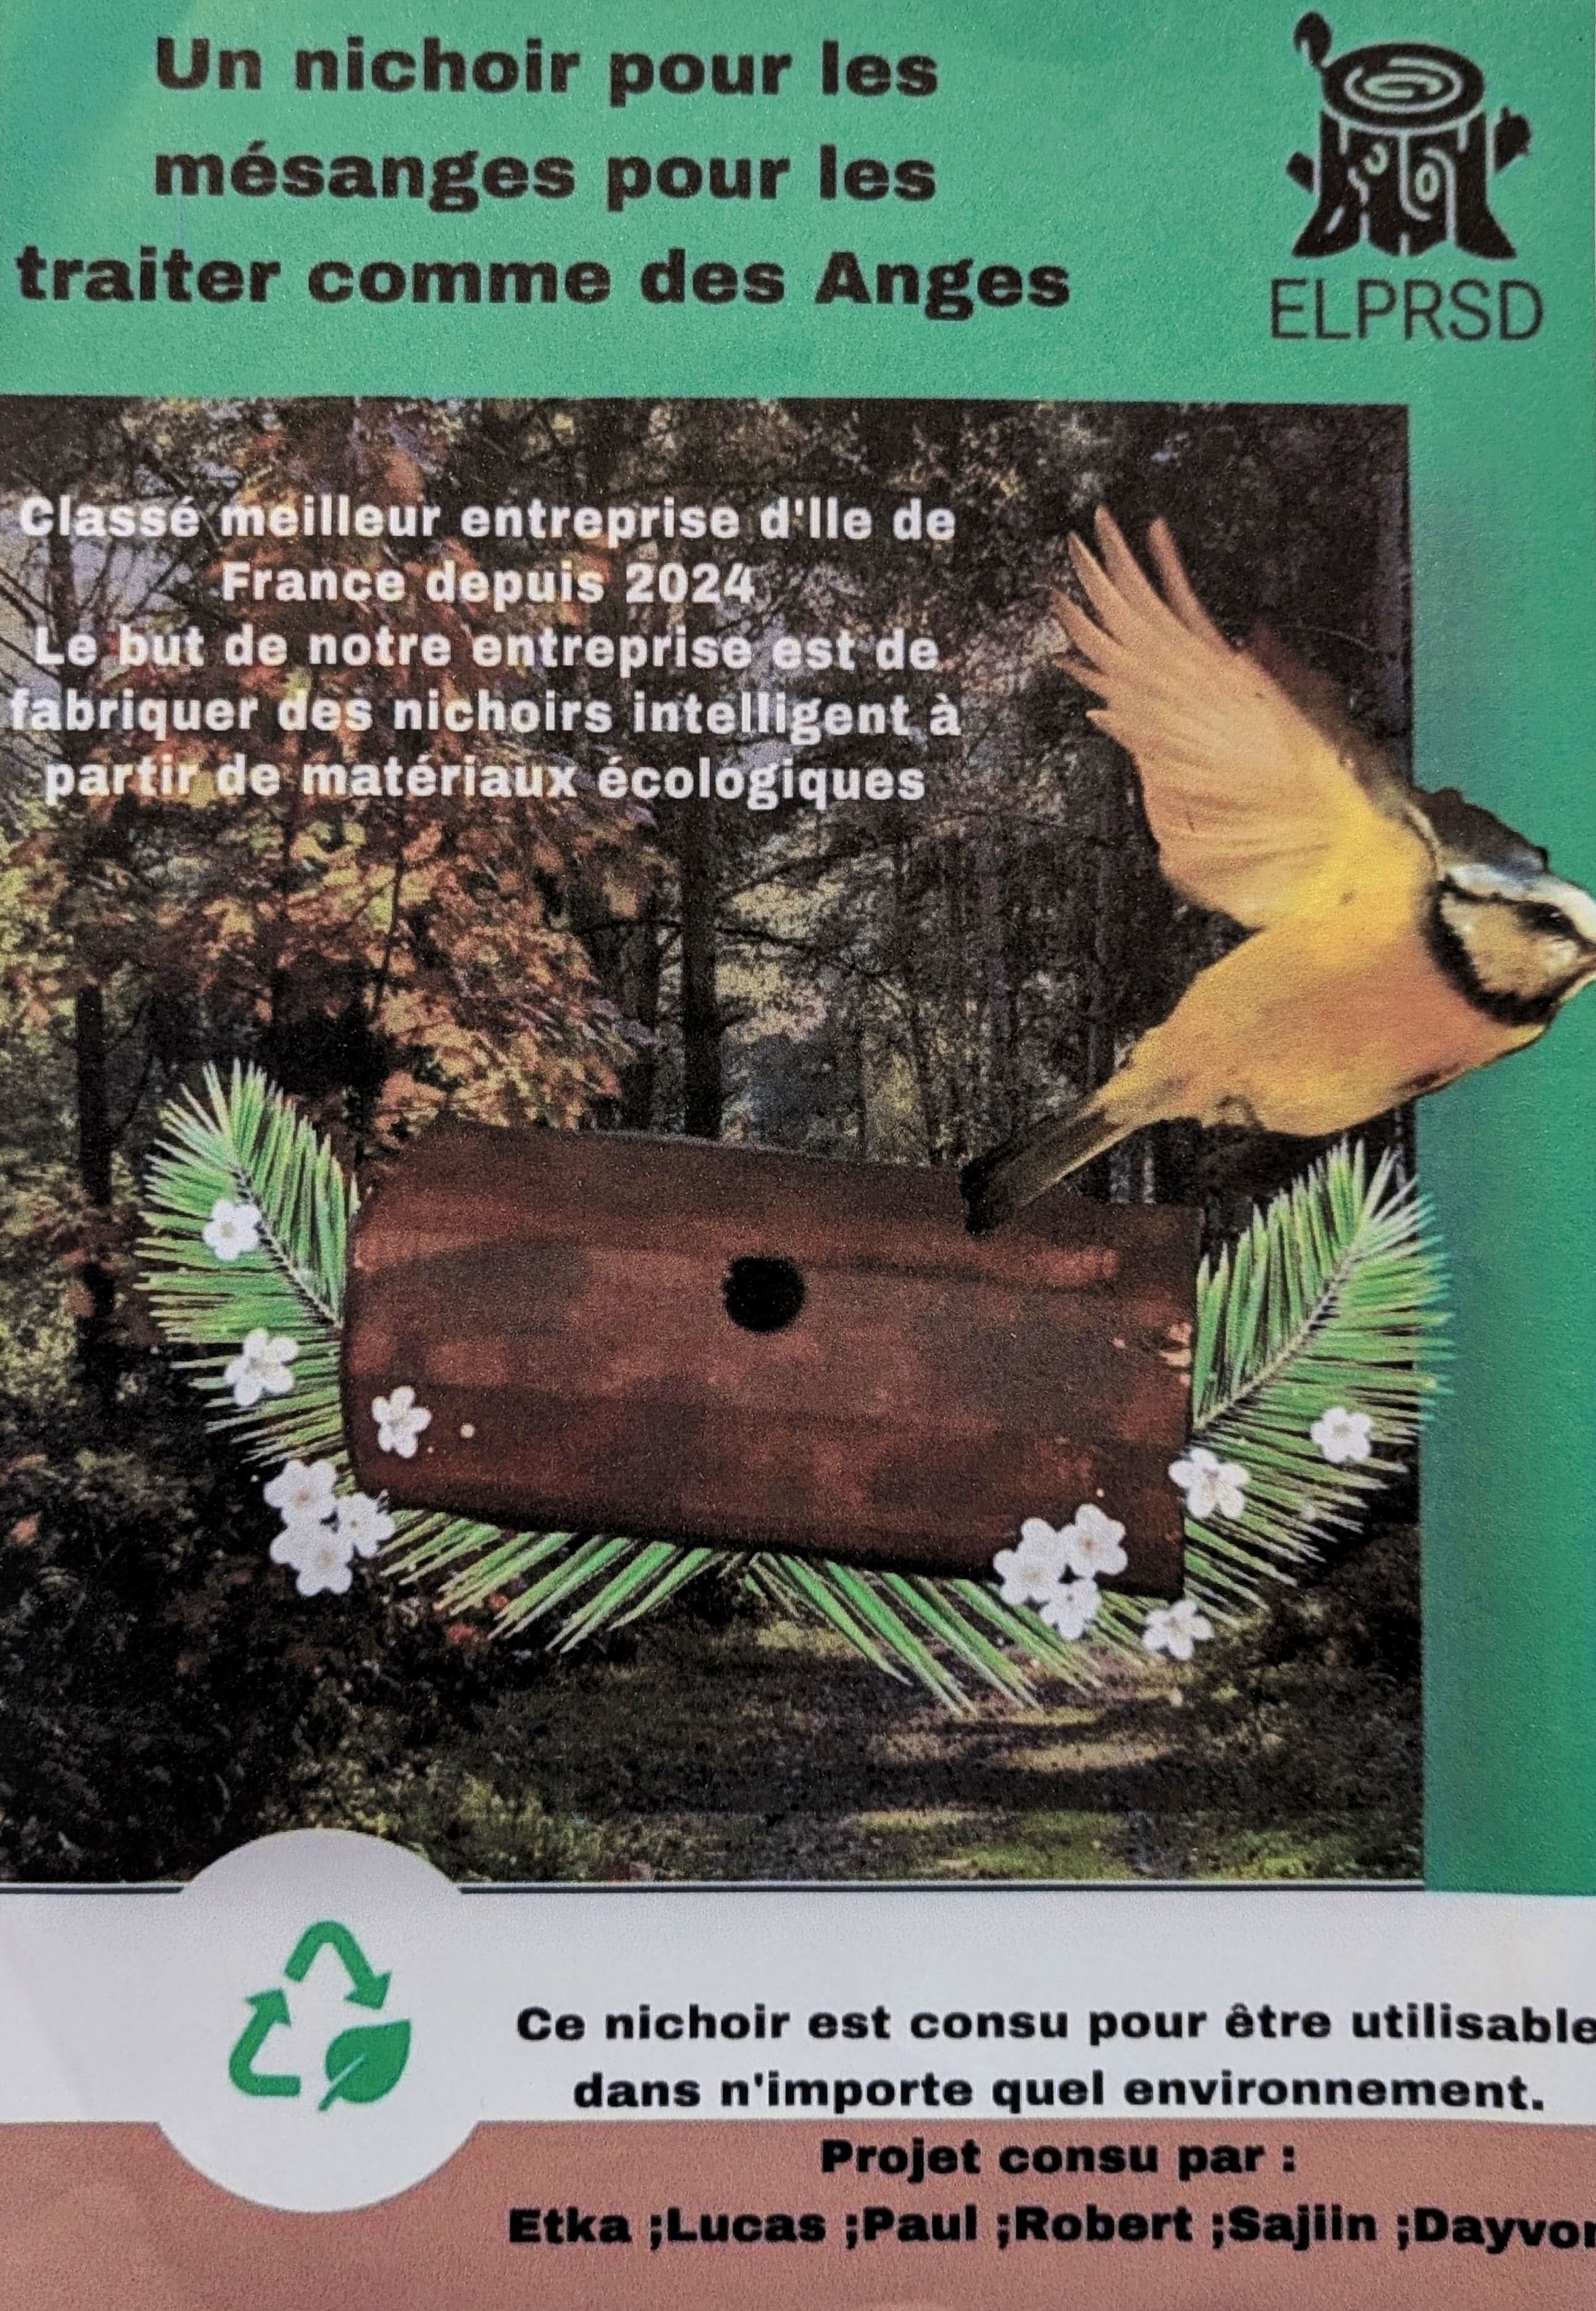 Un nichoir pour les
mésanges pour les
traiter comme des Anges
ELPRSD
Classé meilleur entreprise d'Ile de
France depuis 2024
Le but de notre entreprise est de
fabriquer des nichoirs intelligent à
partir de matériaux écologiques
Ce nichoir est consu pour être utilisable
dans n'importe quel environnement.
Projet consu par :
Etka ;Lucas ;Paul ;Robert ;Sajiin ;Dayvon